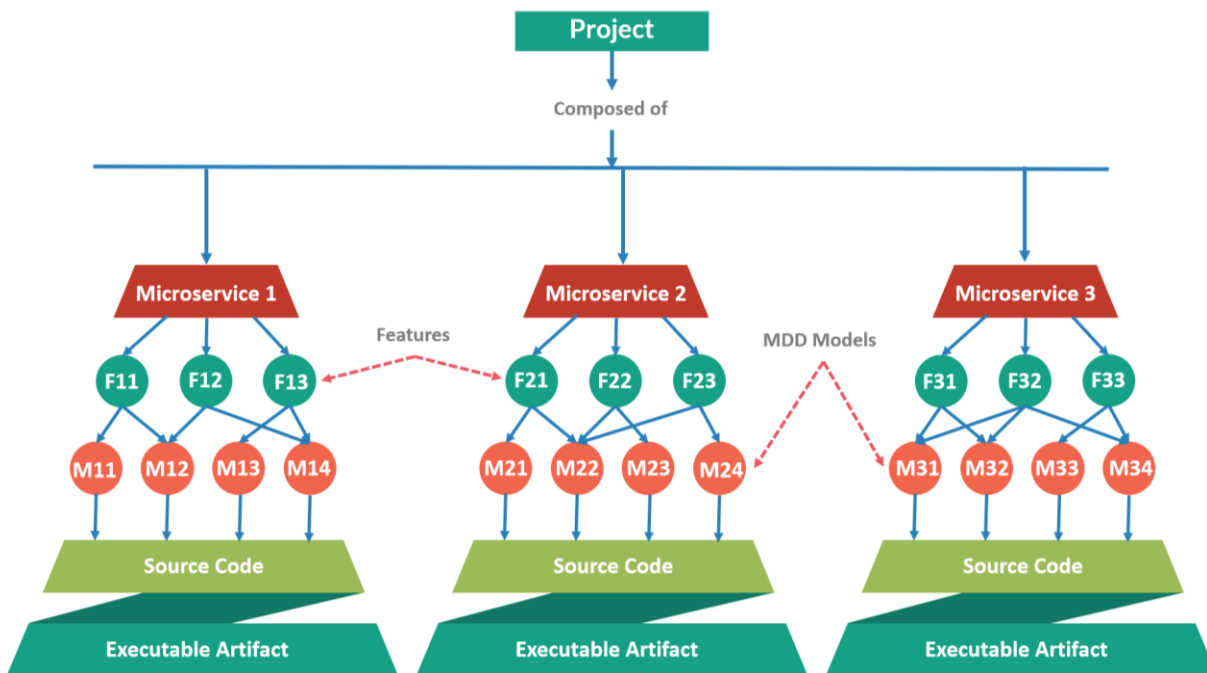 Project
Composed of
Microservice 1
Microservice 2
Microservice 3
Features
MDD Models
F11
F12
F13
F21
F22
F23
F31
F32
F33
M11
M12
M13
M14
M21
M22
M23
M24
M31
M32
M33
M34
Source Code
Source Code
Source Code
Executable Artifact
Executable Artifact
Executable Artifact